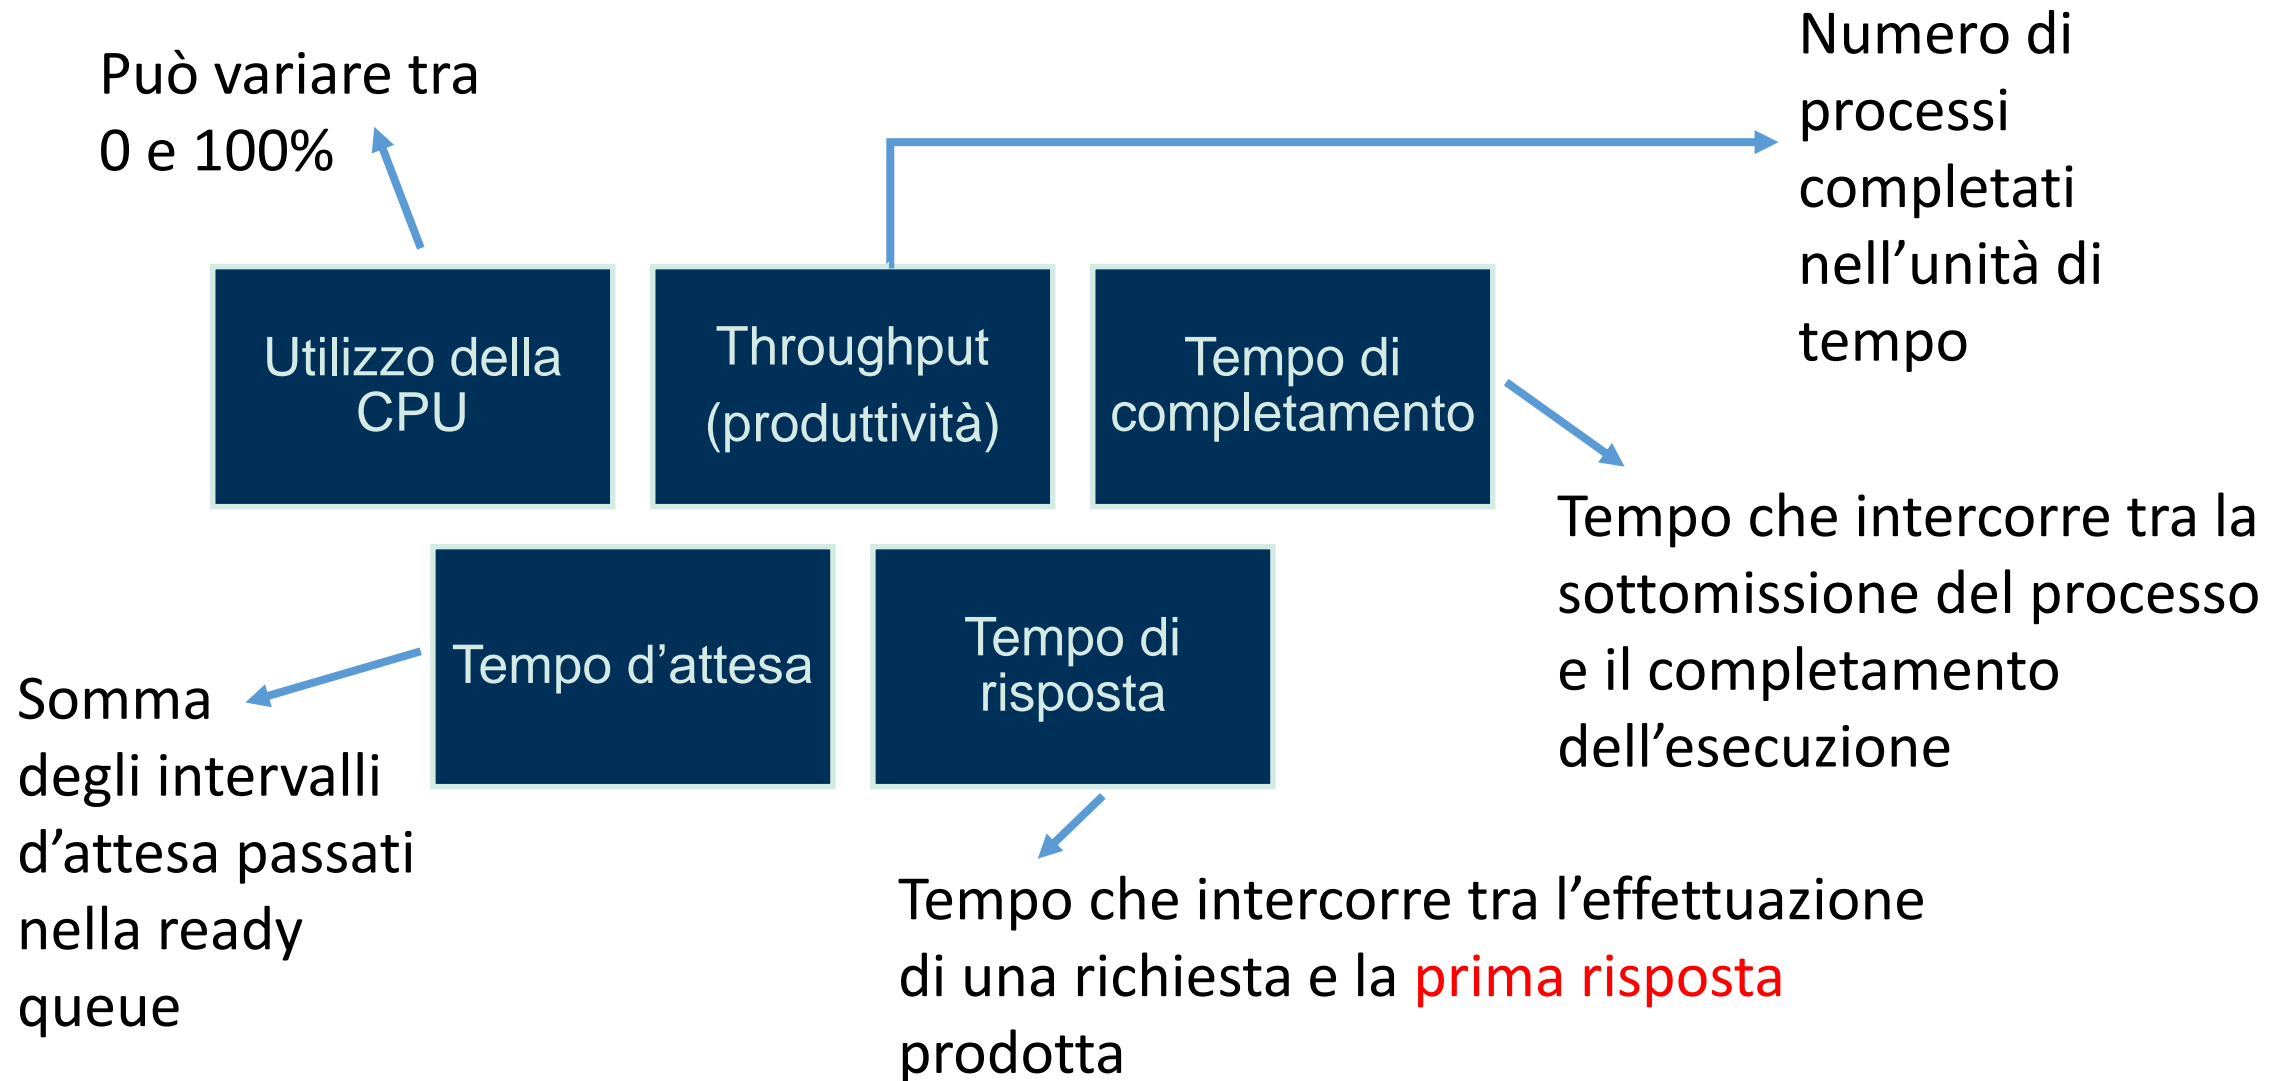 Può variare tra
0 e 100%
Numero di
processi
completati
nell’unità di
tempo
Utilizzo della
CPU
Throughput
(produttività)
Tempo di
completamento
Tempo che intercorre tra la
sottomissione del processo
e il completamento
dell’esecuzione
Tempo d’attesa
Tempo di
risposta
Somma
degli intervalli
d’attesa passati
nella ready
queue
Tempo che intercorre tra l’effettuazione
di una richiesta e la prima risposta
prodotta